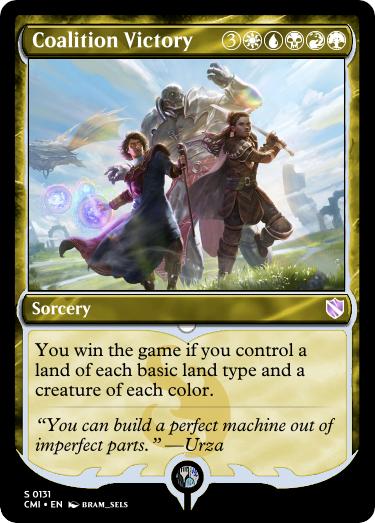 Coalition Victory 3
Sorcery
You win the game if you control a
land of each basic land type and a
creature of each color.
“You can build a perfect machine out of
imperfect parts.” —Urza
S 0131
CMI • EN BRAM_SELS